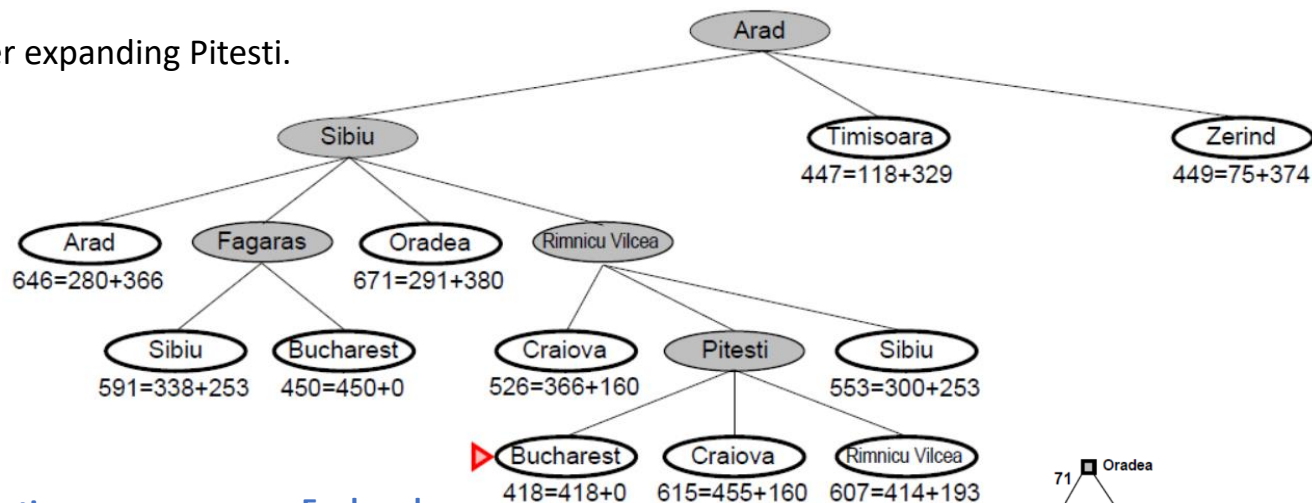 er expanding Pitesti.
Arad
Sibiu
Timisoara
Zerind
447=118+329
449=75+374
Arad
Fagaras
Oradea
Rimnicu Vilcea
646=280+366
671=291+380
Sibiu
Bucharest
Craiova
Pitesti
Sibiu
591=338+253
450=450+0
526=366+160
553=300+253
Bucharest
Craiova
Rimnicu Vilcea
418=418+0
615=455+160
607=414+193
71
Oradea